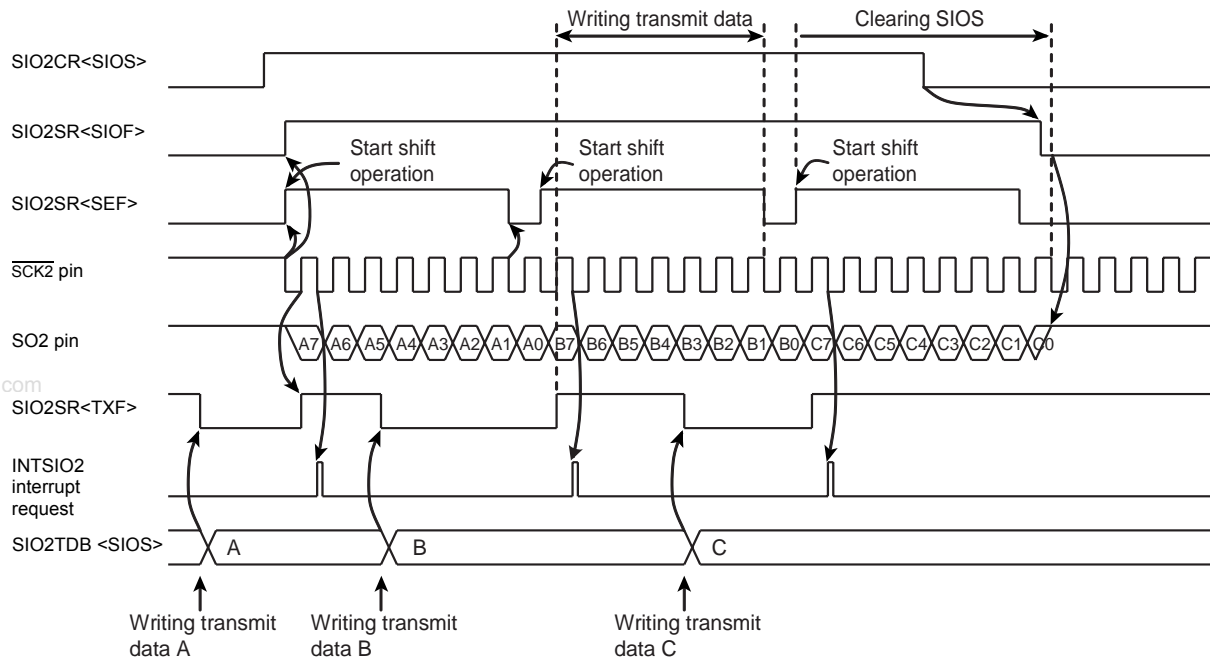 Writing transmit data
Clearing SIOS
SIO2CR<SIOS>
SIO2SR<SIOF>
Start shift
operation
Start shift
operation
Start shift
operation
SIO2SR<SEF>
SCK2 pin
SO2 pin
A7 A6 A5 A4 A3 A2 A1 A0 B7 B6 B5 B4 B3 B2 B1 B0 C7 C6 C5 C4 C3 C2 C1 C0
com
SIO2SR<TXF>
INTSIO2
interrupt
request
SIO2TDB <SIOS>
A
B
C
Writing transmit
data A
Writing transmit
data B
Writing transmit
data C